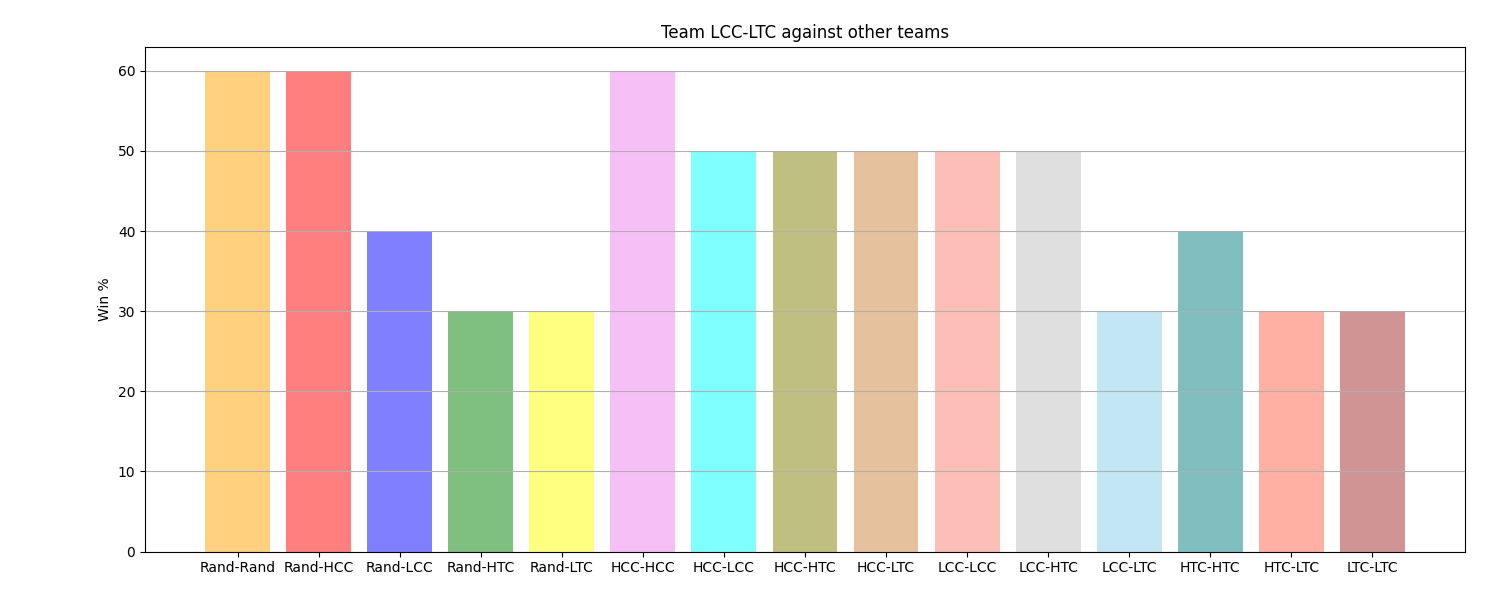 Team LCC-LTC against other teams
Win %
60
50
40
30
20
10
0
Rand-Rand Rand-HCC Rand-LCC Rand-HTC Rand-LTC HCC-HCC HCC-LCC HCC-HTC HCC-LTC LCC-LCC LCC-HTC LCC-LTC HTC-HTC HTC-LTC LTC-LTC